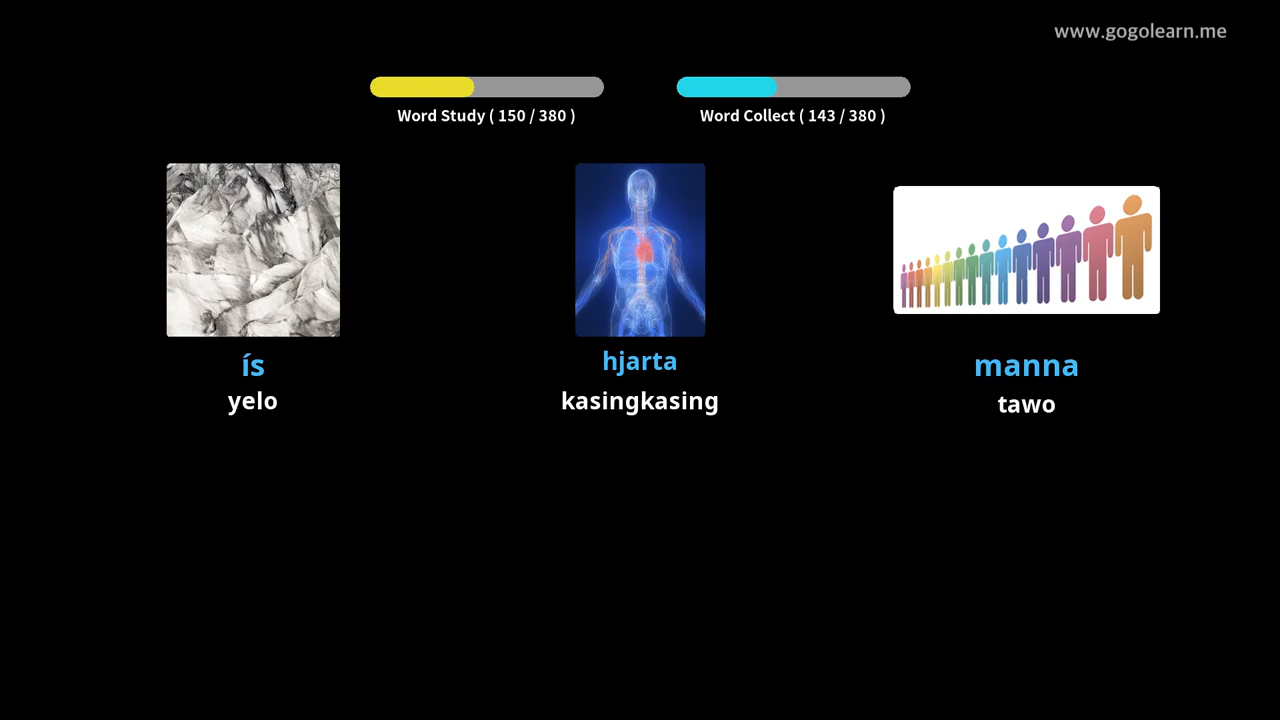 www.gogolearn.me
Word Study ( 150 / 380 )
Word Collect ( 143 / 380 )
ís
yelo
hjarta
kasingkasing
manna
tawo